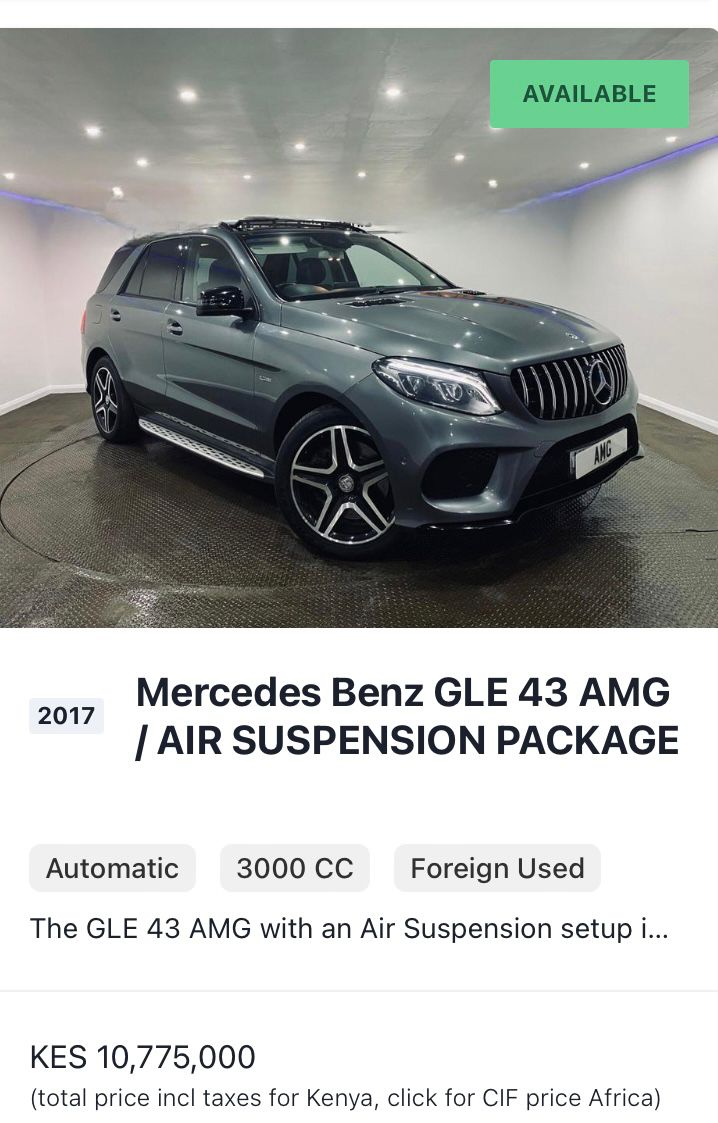 AVAILABLE
AMG
2017
Mercedes Benz GLE 43 AMG
/ AIR SUSPENSION PACKAGE
Automatic
3000 CC
Foreign Used
The GLE 43 AMG with an Air Suspension setup i...
KES 10,775,000
(total price incl taxes for Kenya, click for CIF price Africa)